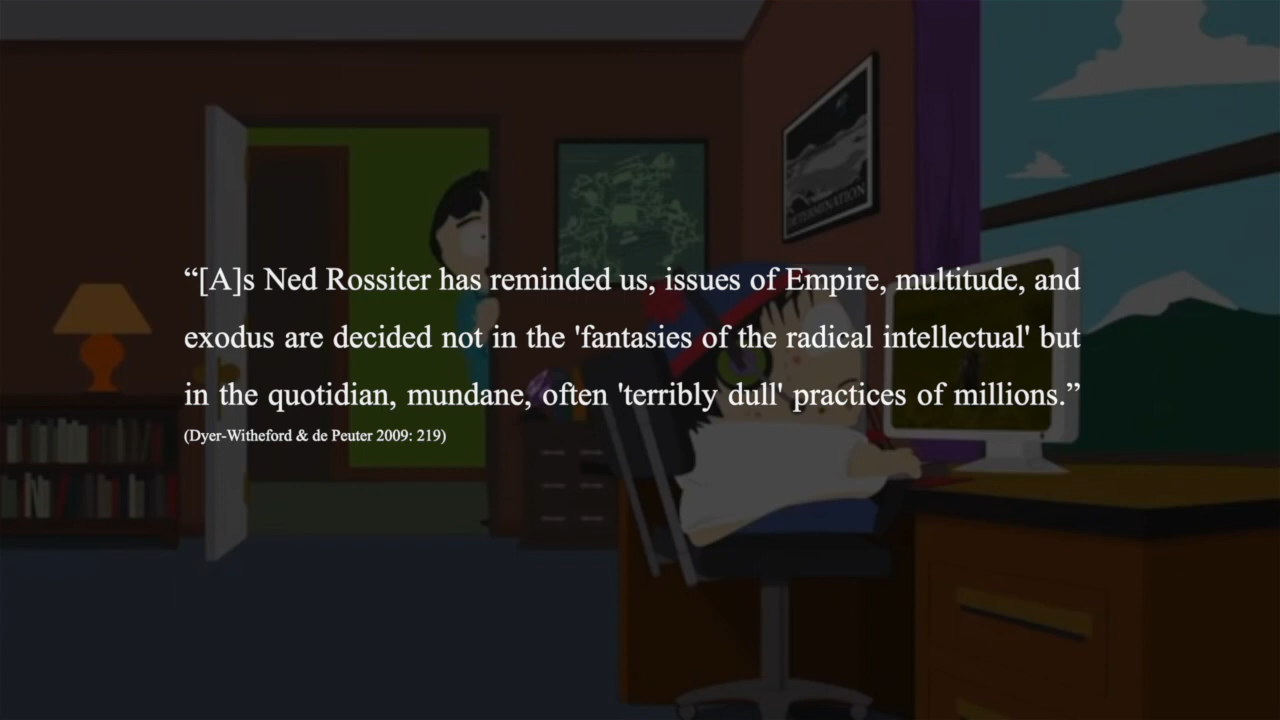 DETERMINATION
“[A]s Ned Rossiter has reminded us, issues of Empire, multitude, and
exodus are decided not in the 'fantasies of the radical intellectual' but
in the quotidian, mundane, often 'terribly dull' practices of millions.”
(Dyer-Witheford & de Peuter 2009: 219)